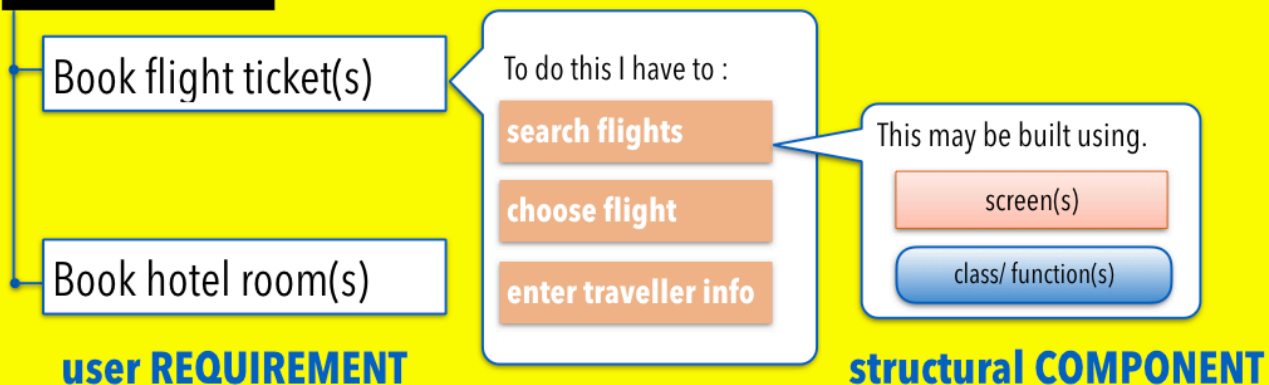 Book flight ticket(s)
Book hotel room(s)
user REQUIREMENT
To do this I have to :
search flights
choose flight
enter traveller info
This may be built using.
screen(s)
class/ function(s)
structural COMPONENT